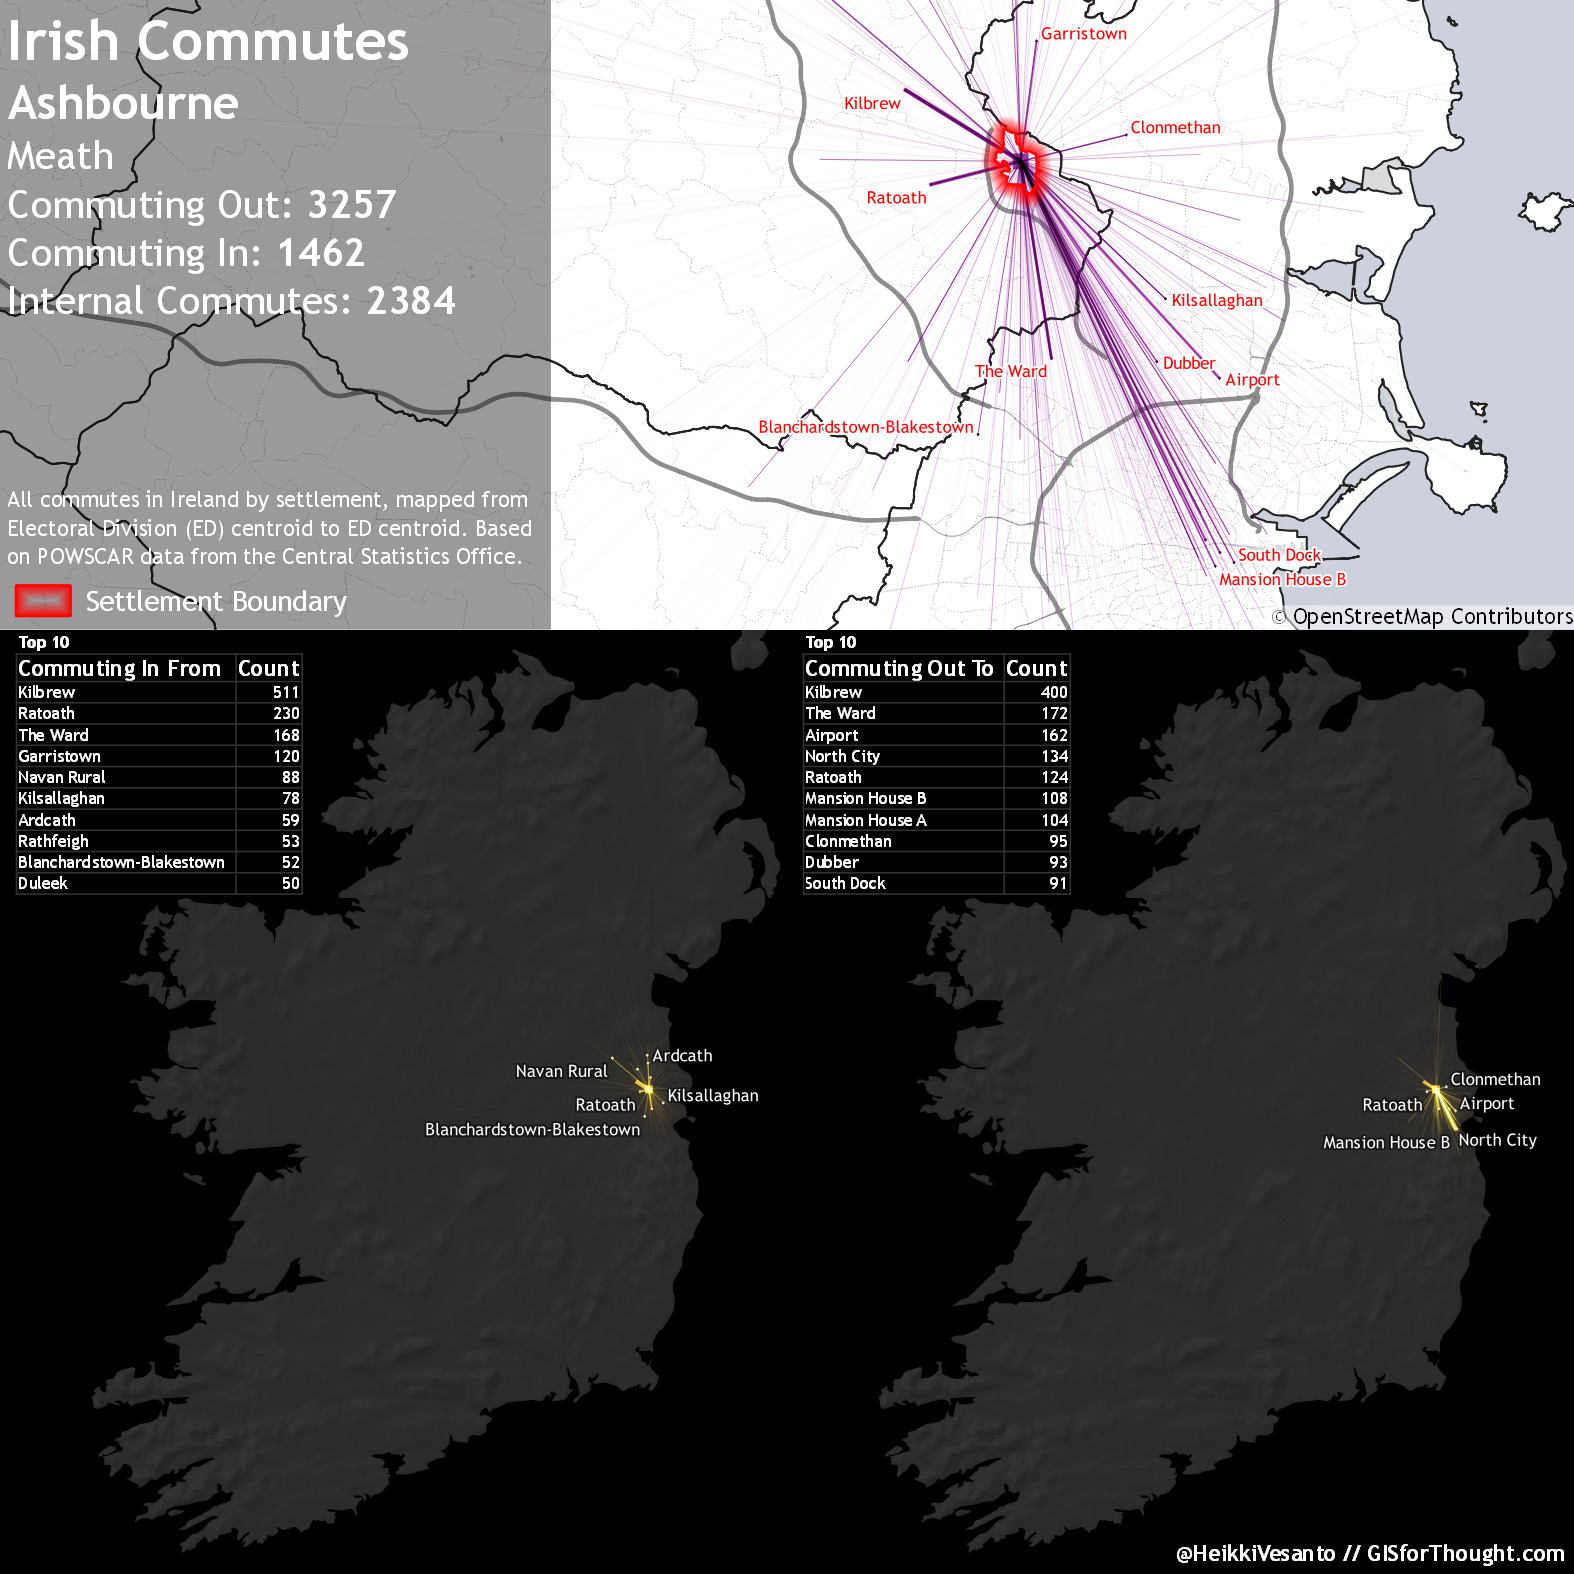 Irish Commutes
Ashbourne
Meath
Commuting Out: 3257
Commuting In: 1462
Internal Commutes: 2384
All commutes in Ireland by settlement, mapped from
Electoral Division (ED) centroid to ED centroid. Based
on POWSCAR data from the Central Statistics Office.
Settlement Boundary
Garristown
Kilbrew
Clonmethan
Ratoath
Kilsallaghan
The Ward
Dubber
Airport
Blanchardstown-Blakestown
South Dock
Mansion House B
© OpenStreetMap Contributors
Top 10
Commuting In From Count
Kilbrew 511
Ratoath 230
The Ward 168
Garristown 120
Navan Rural 88
Kilsallaghan 78
Ardcath 59
Rathfeigh 53
Blanchardstown-Blakestown 52
Duleek 50
Ardcath
Navan Rural
Kilsallaghan
Ratoath
Blanchardstown-Blakestown
Top 10
Commuting Out To Count
Kilbrew 400
The Ward 172
Airport 162
North City 134
Ratoath 124
Mansion House B 108
Mansion House A 104
Clonmethan 95
Dubber 93
South Dock 91
Clonmethan
Ratoath
Airport
Mansion House B
North City
@HeikkiVesanto // GISforThought.com